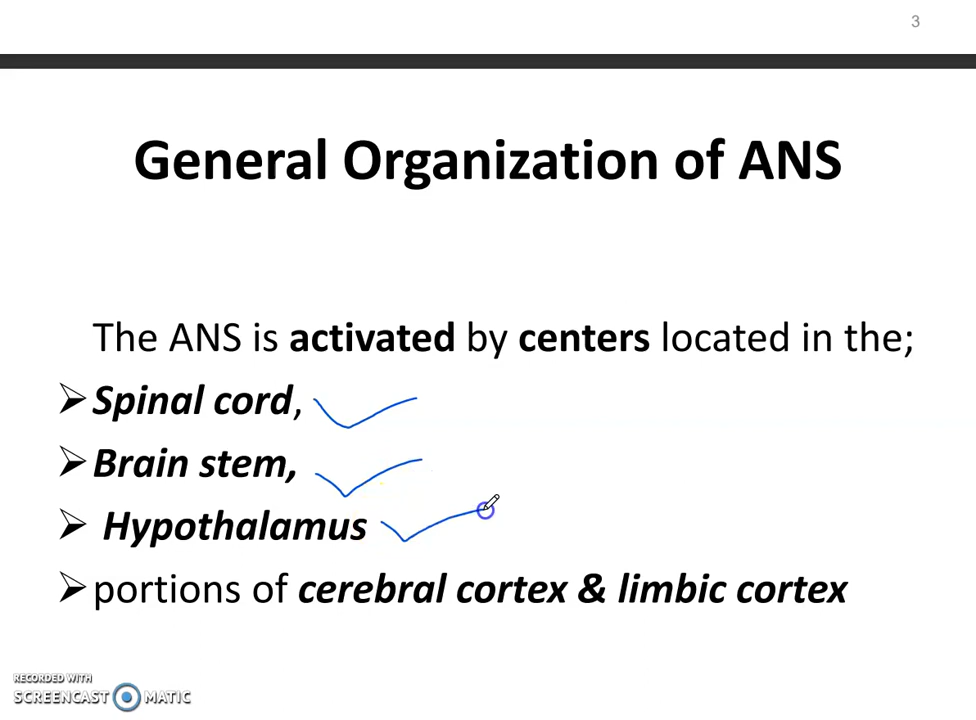 3
General Organization of ANS
The ANS is activated by centers located in the;
➢ Spinal cord,
➢ Brain stem,
➢ Hypothalamus
➢ portions of cerebral cortex & limbic cortex
RECORDED WITH
SCREENCAST MATIC